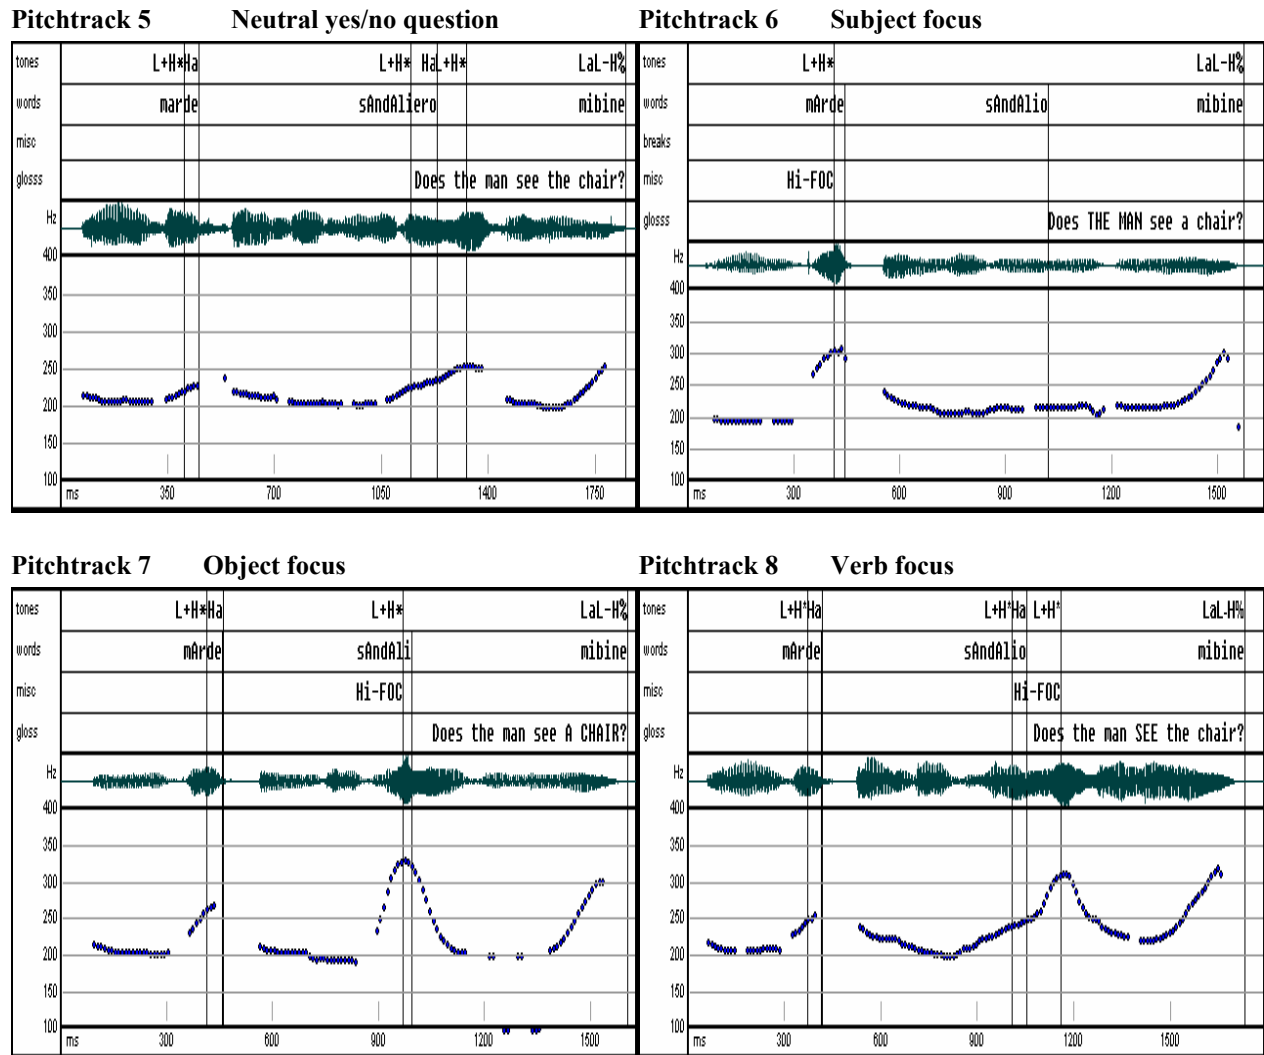 Pitchtrack 5 Neutral yes/no question
tones L+H*Ha L+H* HaL+H* LaL-H%
words marde sAndAliero mibine
misc
glosss Does the man see the chair?
Hz
400
350
300
250
200
150
100
ms 350 700 1050 1400 1750
Pitchtrack 6 Subject focus
tones L+H* LaL-H%
words mArde sAndAlio mibine
breaks
misc Hi-FOC
glosss Does THE MAN see a chair?
Hz
400
350
300
250
200
150
100
ms 300 600 900 1200 1500
Pitchtrack 7 Object focus
tones L+H*Ha L+H* LaL-H%
words mArde sAndAli mibine
misc Hi-FOC
gloss Does the man see A CHAIR?
Hz
400
350
300
250
200
150
100
ms 300 600 900 1200 1500
Pitchtrack 8 Verb focus
tones L+H*Ha L+H*Ha L+H* LaL-H%
words mArde sAndAlio mibine
misc Hi-FOC
gloss Does the man SEE the chair?
Hz
400
350
300
250
200
150
100
ms 300 600 900 1200 1500